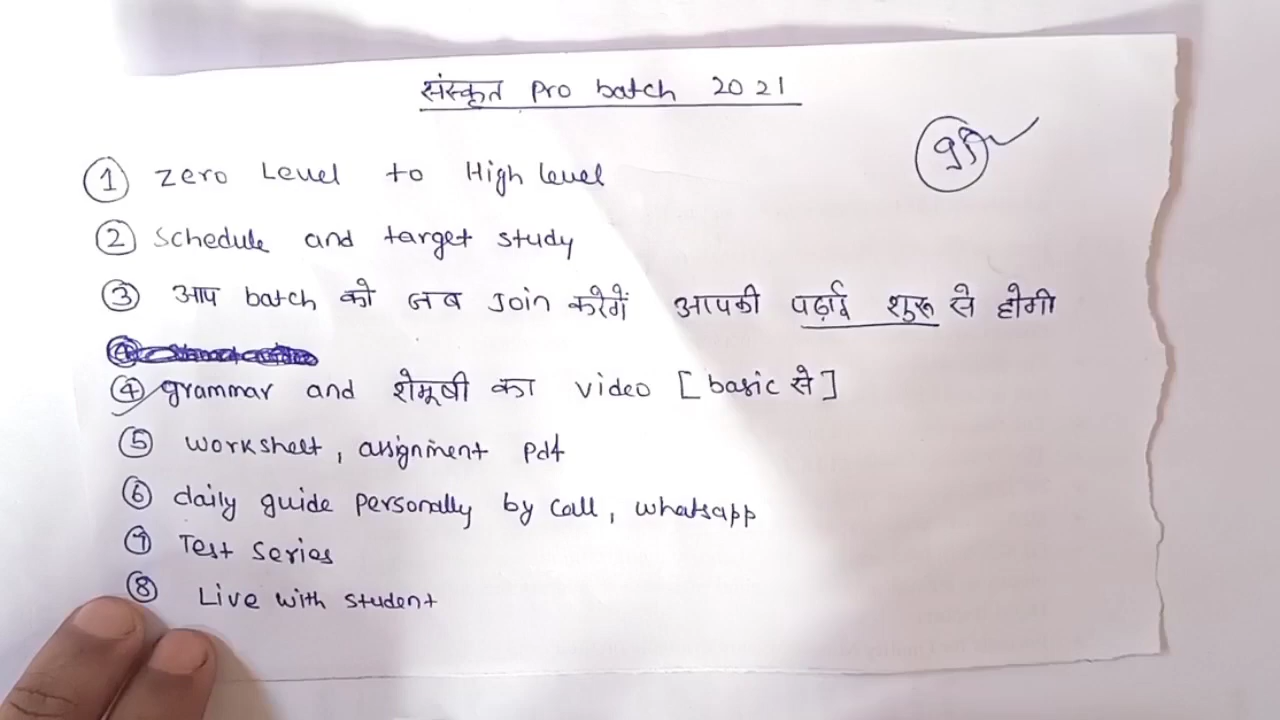 संस्कृत Pro batch 2021
① Zero Level to High level
② Schedule and target study
③ आप batch को जब Join करेगें आपकी पढ़ाई शुरू से होगी
④ grammar and शेमूषी का video [basic से]
⑤ worksheet, assignment pdf
⑥ daily guide personally by call, whatsapp
⑦ Test Series
⑧ Live with student